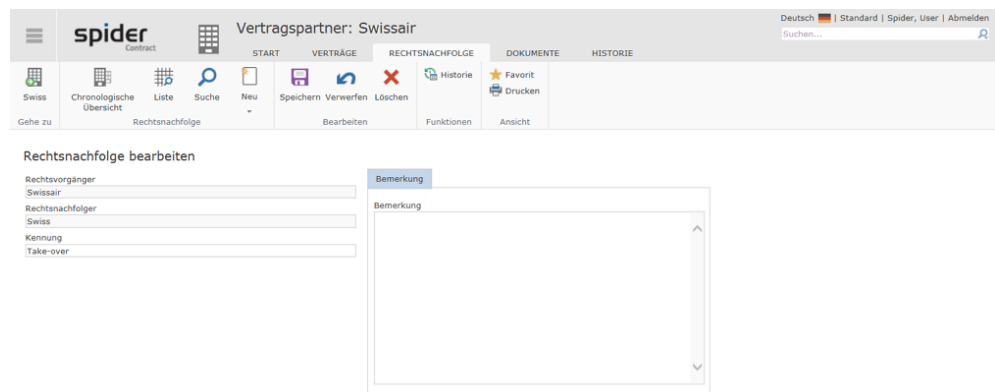 Deutsch | Standard | Spider, User | Abmelden
spider
Contract
Vertragspartner: Swissair
Suchen...
START VERTRÄGE RECHTSNACHFOLGE DOKUMENTE HISTORIE
Swiss
Chronologische
Übersicht
Liste
Suche
Neu
Speichern Verwerfen Löschen
Historie
Favorit
Drucken
Gehe zu Rechtsnachfolge Bearbeiten Funktionen Ansicht
Rechtsnachfolge bearbeiten
Rechtsvorgänger
Swissair
Rechtsnachfolger
Swiss
Kennung
Take-over
Bemerkung
Bemerkung